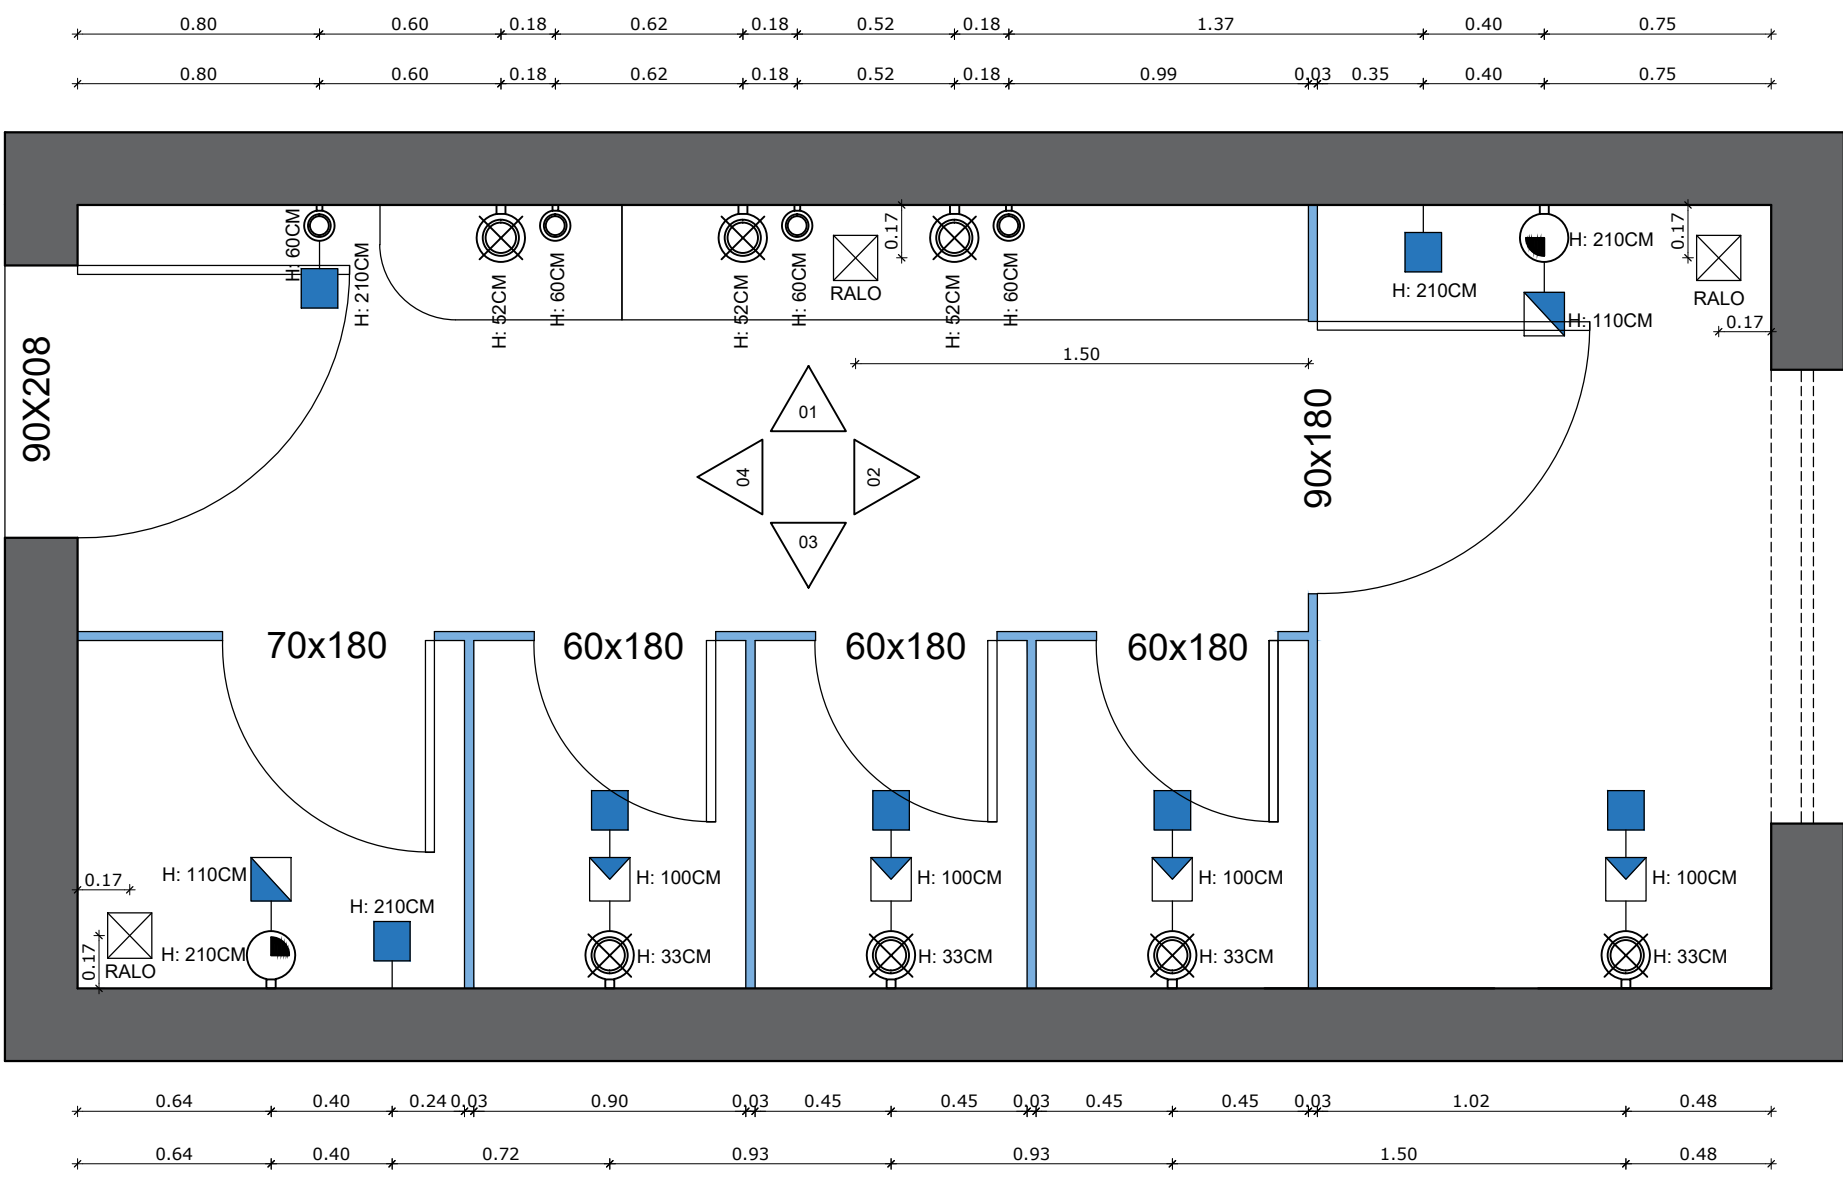 0.80 0.60 0.18 0.62 0.18 0.52 0.18 1.37 0.40 0.75
0.80 0.60 0.18 0.62 0.18 0.52 0.18 0.99 0.03 0.35 0.40 0.75
H: 60CM
H: 210CM
H: 52CM
H: 60CM
H: 52CM
H: 60CM
RALO
0.17
H: 52CM
H: 60CM
H: 210CM
H: 210CM
H: 110CM
0.17
RALO
0.17
1.50
90X208
01
04
02
03
90x180
70x180
60x180
60x180
60x180
0.17
H: 110CM
H: 210CM
H: 210CM
0.17
RALO
H: 100CM
H: 100CM
H: 100CM
H: 100CM
H: 33CM
H: 33CM
H: 33CM
H: 33CM
0.64 0.40 0.24 0.03 0.90 0.03 0.45 0.45 0.03 0.45 0.45 0.03 1.02 0.48
0.64 0.40 0.72 0.93 0.93 1.50 0.48